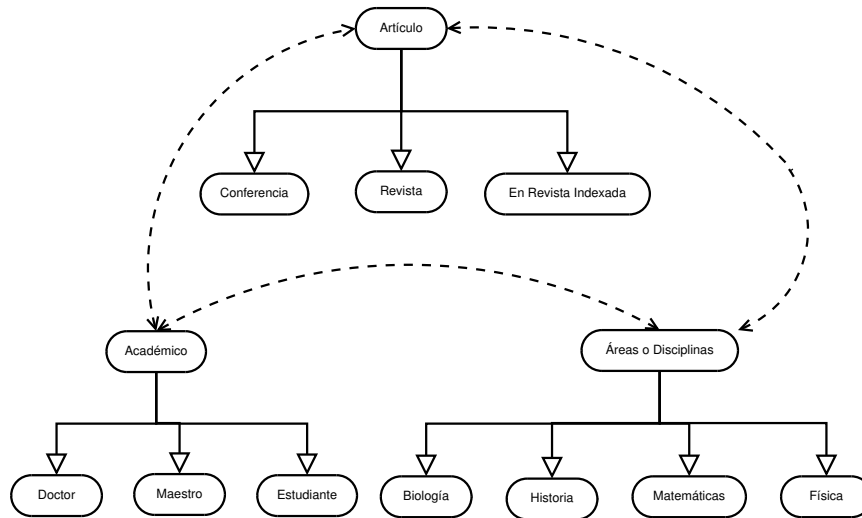 Artículo
Conferencia
Revista
En Revista Indexada
Académico
Áreas o Disciplinas
Doctor
Maestro
Estudiante
Biología
Historia
Matemáticas
Física